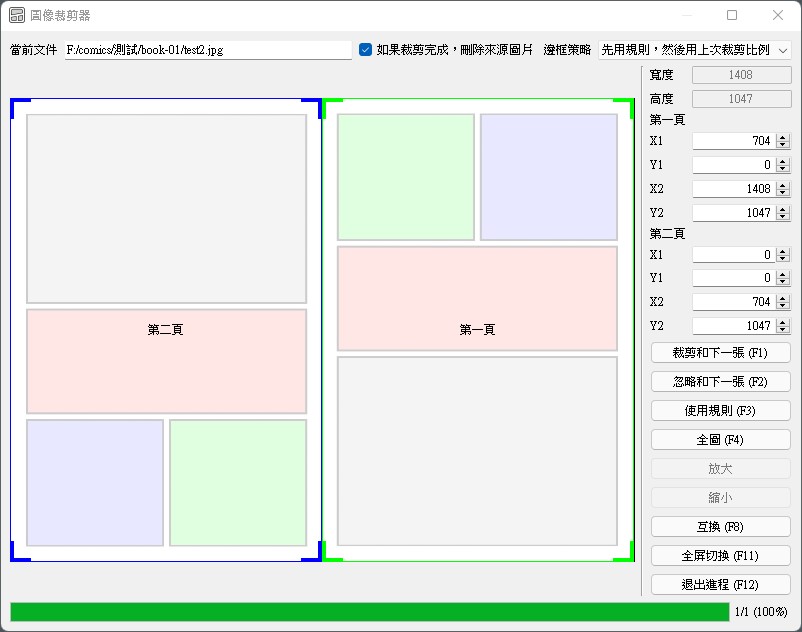 圖像裁剪器
當前文件 F:/comics/測試/book-01/test2.jpg 如果裁剪完成，刪除來源圖片 邊框策略 先用規則，然後用上次裁剪比例
寬度 1408
高度 1047
第一頁
X1 704
Y1 0
X2 1408
Y2 1047
第二頁
X1 0
Y1 0
X2 704
Y2 1047
第二頁
第一頁
裁剪和下一張 (F1)
忽略和下一張 (F2)
使用規則 (F3)
全圖 (F4)
放大
縮小
互換 (F8)
全屏切換 (F11)
退出進程 (F12)
1/1 (100%)